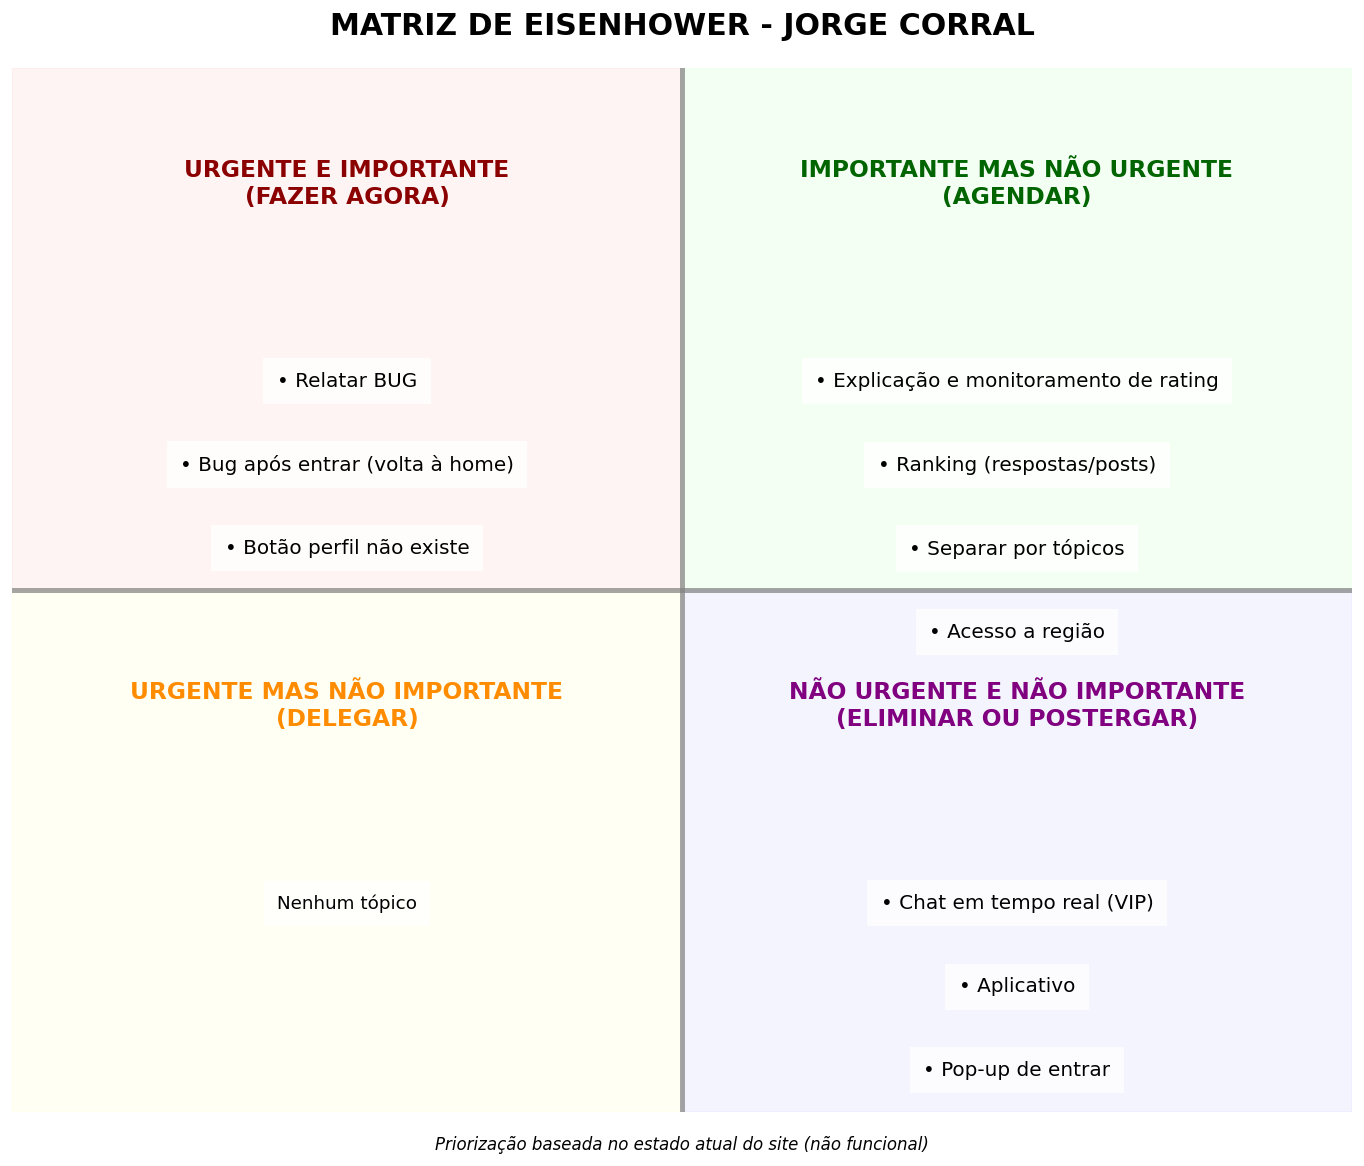 MATRIZ DE EISENHOWER - JORGE CORRAL
URGENTE E IMPORTANTE
(FAZER AGORA)
• Relatar BUG
• Bug após entrar (volta à home)
• Botão perfil não existe
IMPORTANTE MAS NÃO URGENTE
(AGENDAR)
• Explicação e monitoramento de rating
• Ranking (respostas/posts)
• Separar por tópicos
• Acesso a região
URGENTE MAS NÃO IMPORTANTE
(DELEGAR)
Nenhum tópico
NÃO URGENTE E NÃO IMPORTANTE
(ELIMINAR OU POSTERGAR)
• Chat em tempo real (VIP)
• Aplicativo
• Pop-up de entrar
Priorização baseada no estado atual do site (não funcional)